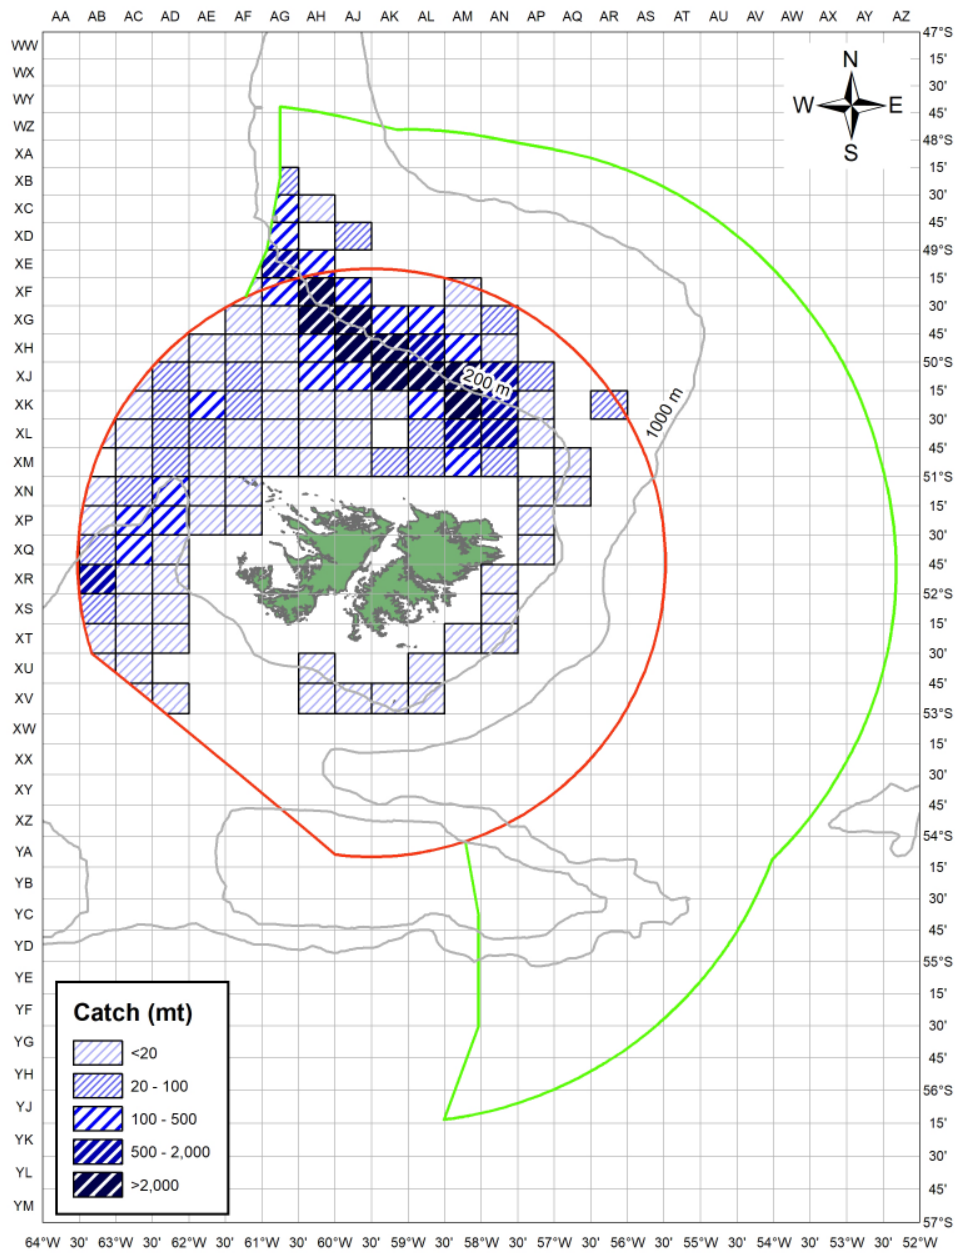 AA AB AC AD AE AF AG AH AJ AK AL AM AN AP AQ AR AS AT AU AV AW AX AY AZ
WW 47°S
15'
WX
30'
WY
N
45'
W E
WZ
48°S
XA
S
15'
XB
30'
XC
45'
XD
49°S
XE
15'
XF
30'
XG
45'
XH
50°S
XJ
200 m
15'
XK
1000 m
30'
XL
45'
XM
51°S
XN
15'
XP
30'
XQ
45'
XR
52°S
XS
15'
XT
30'
XU
45'
XV
53°S
XW
15'
XX
30'
XY
45'
XZ
54°S
YA
15'
YB
30'
YC
45'
YD
55°S
YE
15'
Catch (mt)
YF
30'
YG
<20
45'
YH
20 - 100
56°S
YJ
100 - 500
15'
YK
500 - 2,000
30'
YL
>2,000
45'
YM
57°S
64°W 30' 63°W 30' 62°W 30' 61°W 30' 60°W 30' 59°W 30' 58°W 30' 57°W 30' 56°W 30' 55°W 30' 54°W 30' 53°W 30' 52°W